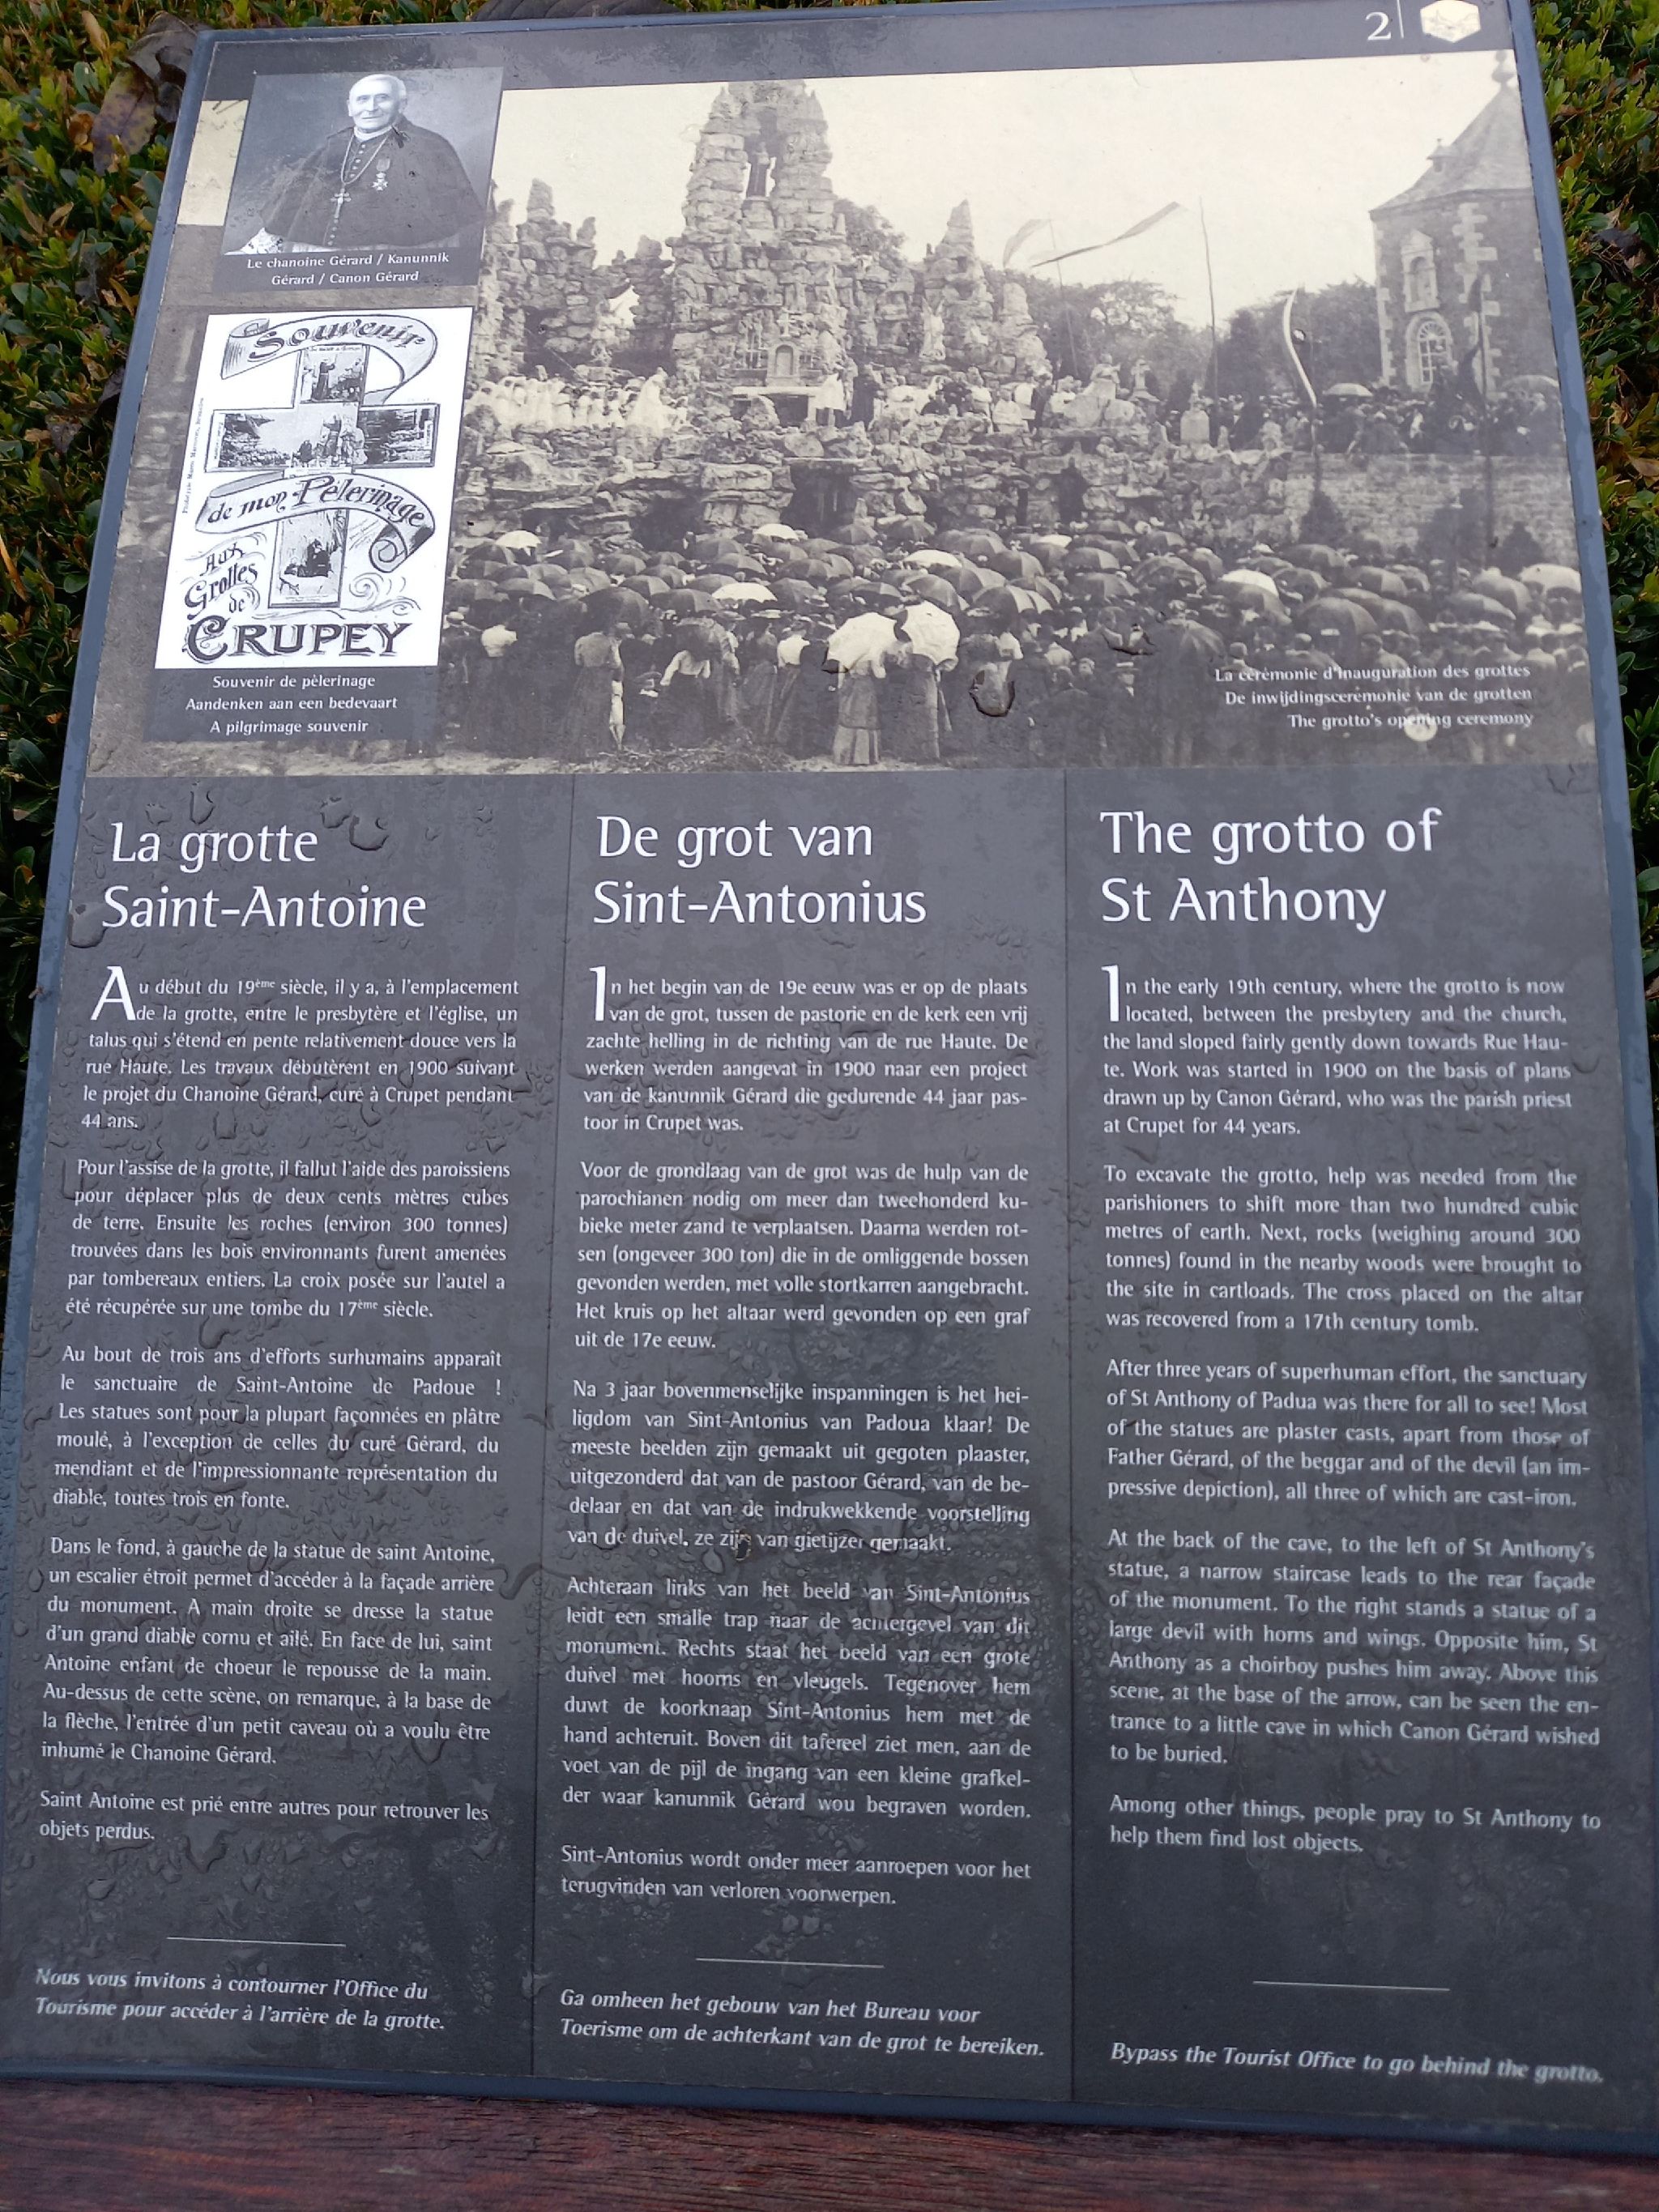 2
Le chanoine Gérard / Kanunnik
Gérard / Canon Gérard
Souvenir
de mon Pèlerinage
Aux
Grottes
de
CRUPEY
Souvenir de pèlerinage
Aandenken aan een bedevaart
A pilgrimage souvenir
La cérémonie d'inauguration des grottes
De inwijdingsceremonie van de grotten
The grotto's opening ceremony
La grotte
Saint-Antoine
Au début du 19ème siècle, il y a, à l'emplacement
de la grotte, entre le presbytère et l'église, un
talus qui s'étend en pente relativement douce vers la
rue Haute. Les travaux débutèrent en 1900 suivant
le projet du Chanoine Gérard, curé à Crupet pendant
44 ans.
Pour l'assise de la grotte, il fallut l'aide des paroissiens
pour déplacer plus de deux cents mètres cubes
de terre. Ensuite les roches (environ 300 tonnes)
trouvées dans les bois environnants furent amenées
par tombereaux entiers. La croix posée sur l'autel a
été récupérée sur une tombe du 17ème siècle.
Au bout de trois ans d'efforts surhumains apparaît
le sanctuaire de Saint-Antoine de Padoue !
Les statues sont pour la plupart façonnées en plâtre
moulé, à l'exception de celles du curé Gérard, du
mendiant et de l'impressionnante représentation du
diable, toutes trois en fonte.
Dans le fond, à gauche de la statue de saint Antoine,
un escalier étroit permet d'accéder à la façade arrière
du monument. A main droite se dresse la statue
d'un grand diable cornu et ailé. En face de lui, saint
Antoine enfant de choeur le repousse de la main.
Au-dessus de cette scène, on remarque, à la base de
la flèche, l'entrée d'un petit caveau où a voulu être
inhumé le Chanoine Gérard.
Saint Antoine est prié entre autres pour retrouver les
objets perdus.
Nous vous invitons à contourner l'Office du
Tourisme pour accéder à l'arrière de la grotte.
De grot van
Sint-Antonius
In het begin van de 19e eeuw was er op de plaats
van de grot, tussen de pastorie en de kerk een vrij
zachte helling in de richting van de rue Haute. De
werken werden aangevat in 1900 naar een project
van de kanunnik Gérard die gedurende 44 jaar pas-
toor in Crupet was.
Voor de grondlaag van de grot was de hulp van de
parochianen nodig om meer dan tweehonderd ku-
bieke meter zand te verplaatsen. Daarna werden rot-
sen (ongeveer 300 ton) die in de omliggende bossen
gevonden werden, met volle stortkarren aangebracht.
Het kruis op het altaar werd gevonden op een graf
uit de 17e eeuw.
Na 3 jaar bovenmenselijke inspanningen is het hei-
ligdom van Sint-Antonius van Padoua klaar! De
meeste beelden zijn gemaakt uit gegoten plaaster,
uitgezonderd dat van de pastoor Gérard, van de be-
delaar en dat van de indrukwekkende voorstelling
van de duivel, ze zijn van gietijzer gemaakt.
Achteraan links van het beeld van Sint-Antonius
leidt een smalle trap naar de achtergevel van dit
monument. Rechts staat het beeld van een grote
duivel met hoorns en vleugels. Tegenover hem
duwt de koorknaap Sint-Antonius hem met de
hand achteruit. Boven dit tafereel ziet men, aan de
voet van de pijl de ingang van een kleine grafkel-
der waar kanunnik Gérard wou begraven worden.
Sint-Antonius wordt onder meer aanroepen voor het
terugvinden van verloren voorwerpen.
Ga omheen het gebouw van het Bureau voor
Toerisme om de achterkant van de grot te bereiken.
The grotto of
St Anthony
In the early 19th century, where the grotto is now
located, between the presbytery and the church,
the land sloped fairly gently down towards Rue Hau-
te. Work was started in 1900 on the basis of plans
drawn up by Canon Gérard, who was the parish priest
at Crupet for 44 years.
To excavate the grotto, help was needed from the
parishioners to shift more than two hundred cubic
metres of earth. Next, rocks (weighing around 300
tonnes) found in the nearby woods were brought to
the site in cartloads. The cross placed on the altar
was recovered from a 17th century tomb.
After three years of superhuman effort, the sanctuary
of St Anthony of Padua was there for all to see! Most
of the statues are plaster casts, apart from those of
Father Gérard, of the beggar and of the devil (an im-
pressive depiction), all three of which are cast-iron.
At the back of the cave, to the left of St Anthony's
statue, a narrow staircase leads to the rear façade
of the monument. To the right stands a statue of a
large devil with horns and wings. Opposite him, St
Anthony as a choirboy pushes him away. Above this
scene, at the base of the arrow, can be seen the en-
trance to a little cave in which Canon Gérard wished
to be buried.
Among other things, people pray to St Anthony to
help them find lost objects.
Bypass the Tourist Office to go behind the grotto.